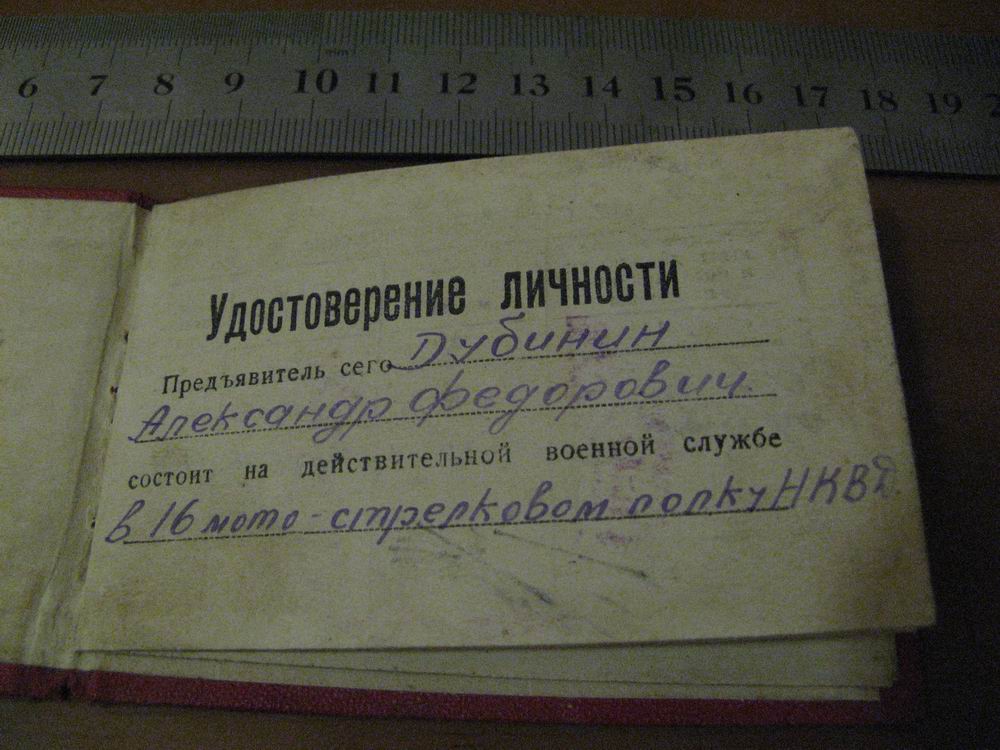 6 7 8 9 10 11 12 13 14 15 16 17 18 19
Удостоверение личности
Предъявитель сего Дубинин
Александр Федорович
состоит на действительной военной службе
в 16 мото-стрелковом полку НКВД